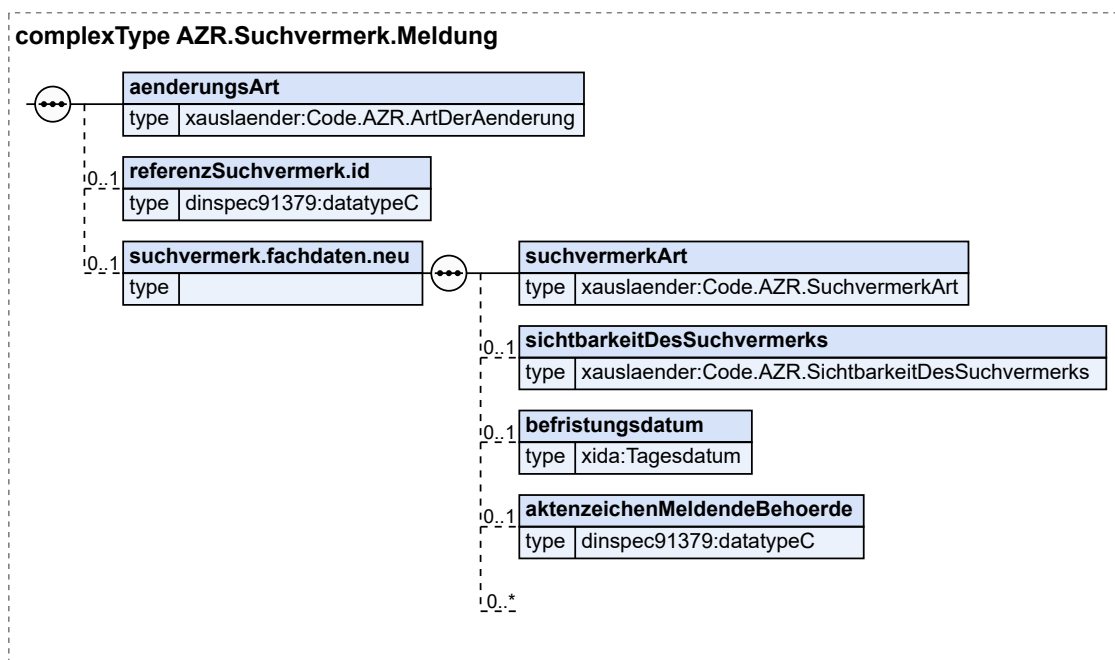 complexType AZR.Suchvermerk.Meldung
aenderungsArt
type xauslaender:Code.AZR.ArtDerAenderung
0..1 referenzSuchvermerk.id
type dinspec91379:datatypeC
0..1 suchvermerk.fachdaten.neu
type
suchvermerkArt
type xauslaender:Code.AZR.SuchvermerkArt
0..1 sichtbarkeitDesSuchvermerks
type xauslaender:Code.AZR.SichtbarkeitDesSuchvermerks
0..1 befristungsdatum
type xida:Tagesdatum
0..1 aktenzeichenMeldendeBehoerde
type dinspec91379:datatypeC
0..*